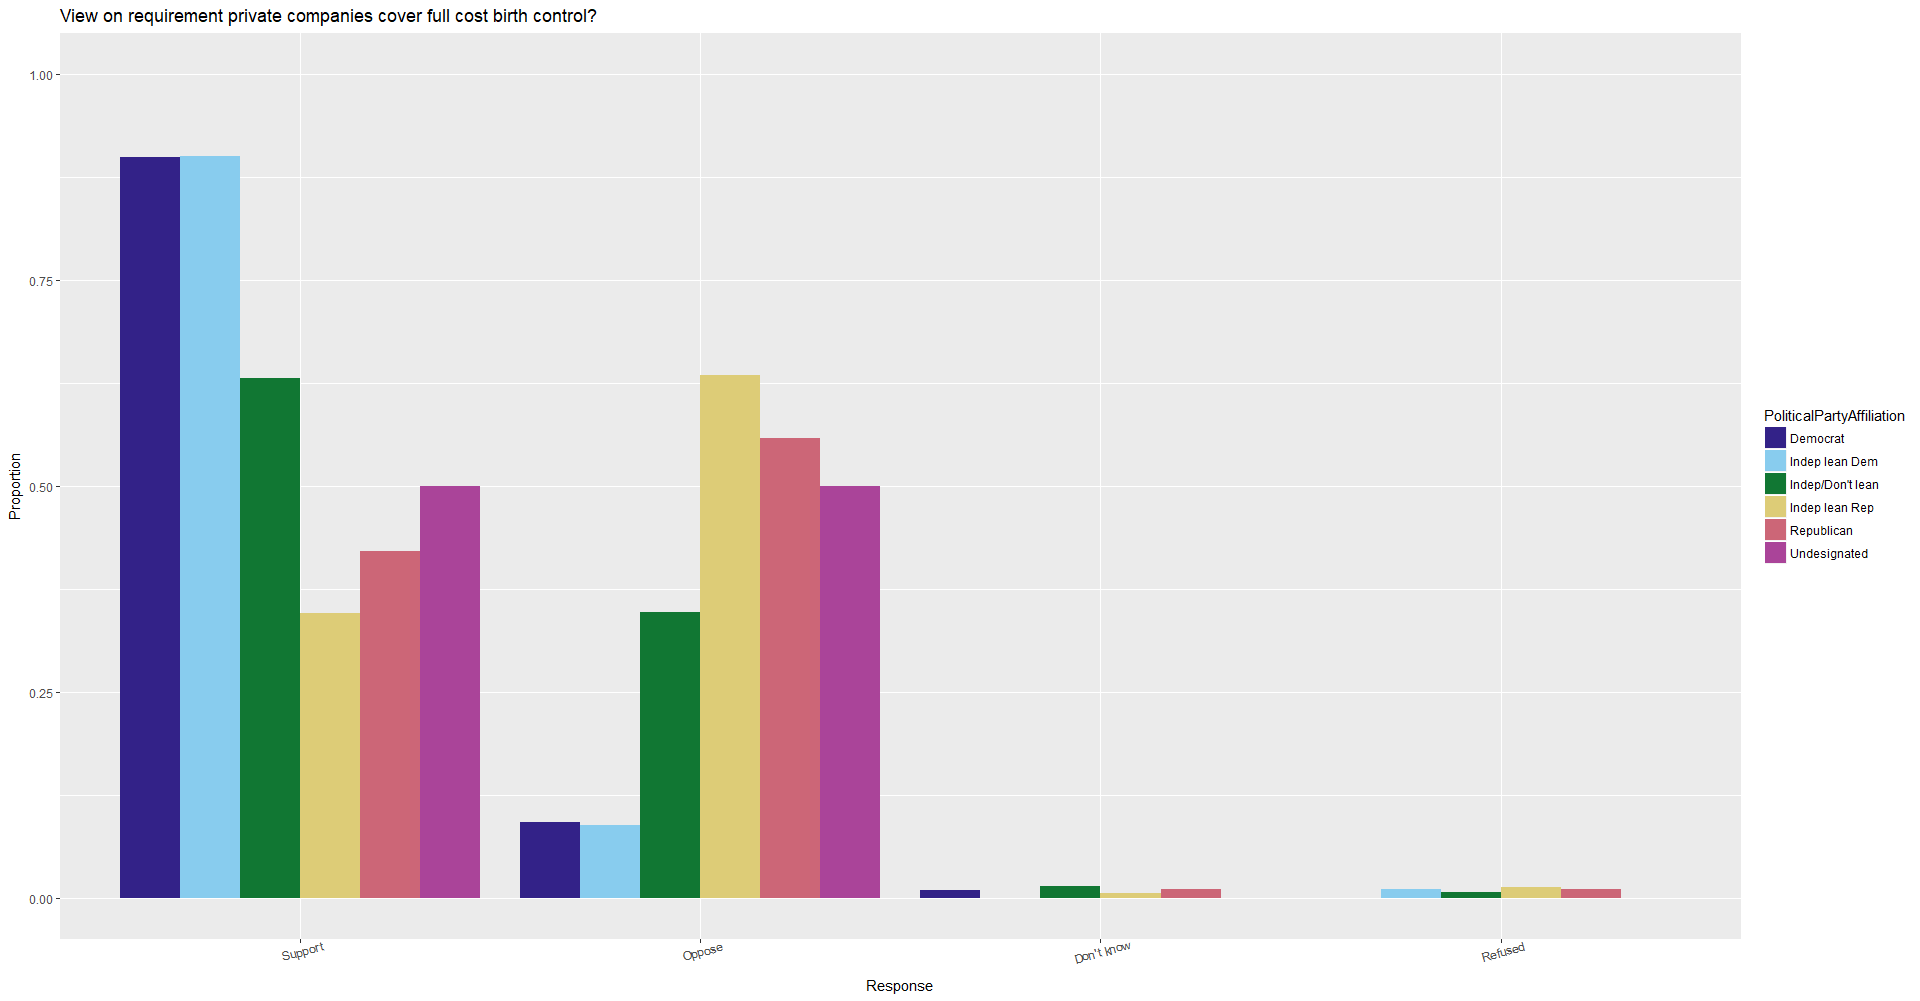 View on requirement private companies cover full cost birth control?
1.00
0.75
0.50
0.25
0.00
Proportion
Support
Oppose
Don't know
Refused
Response
PoliticalPartyAffiliation
Democrat
Indep lean Dem
Indep/Don't lean
Indep lean Rep
Republican
Undesignated